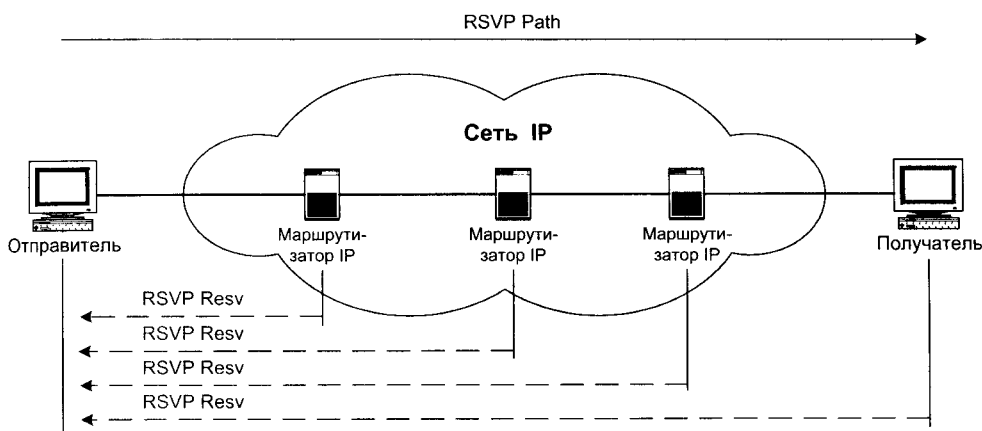 RSVP Path
Сеть IP
Отправитель
Маршрути-
затор IP
Маршрути-
затор IP
Маршрути-
затор IP
Получатель
RSVP Resv
RSVP Resv
RSVP Resv
RSVP Resv